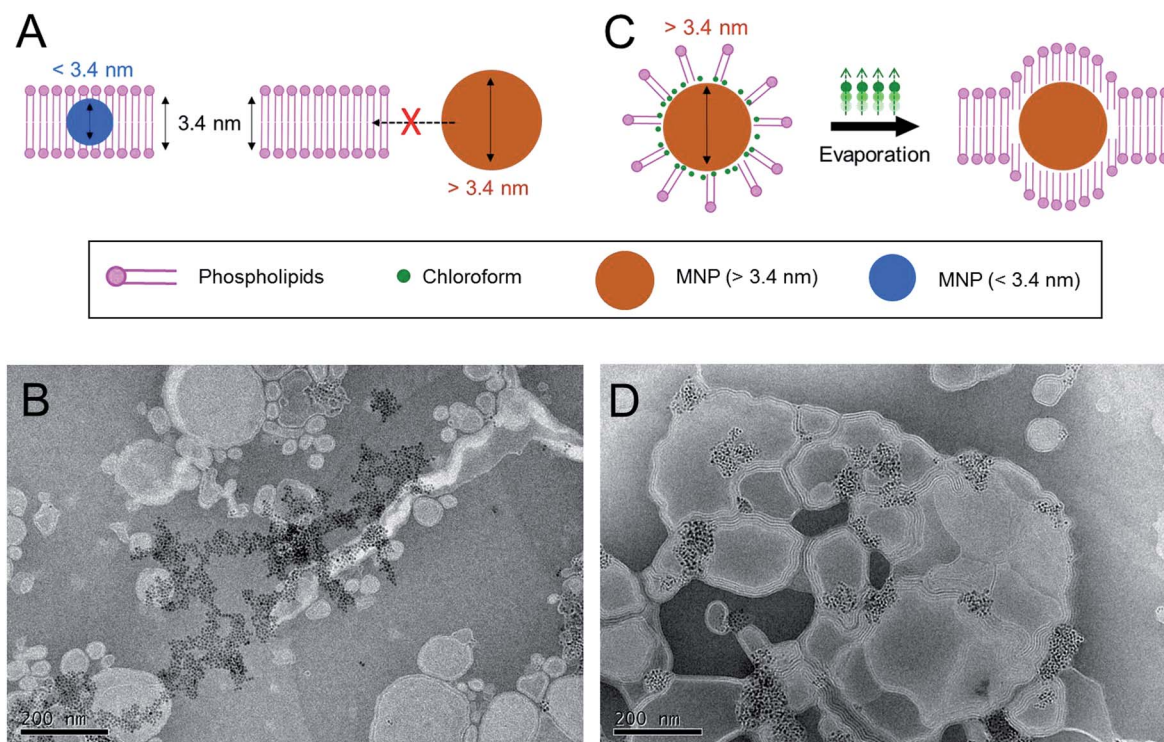 A
< 3.4 nm
3.4 nm
X
> 3.4 nm
C
> 3.4 nm
Evaporation
Phospholipids
Chloroform
MNP (> 3.4 nm)
MNP (< 3.4 nm)
B
200 nm
D
200 nm